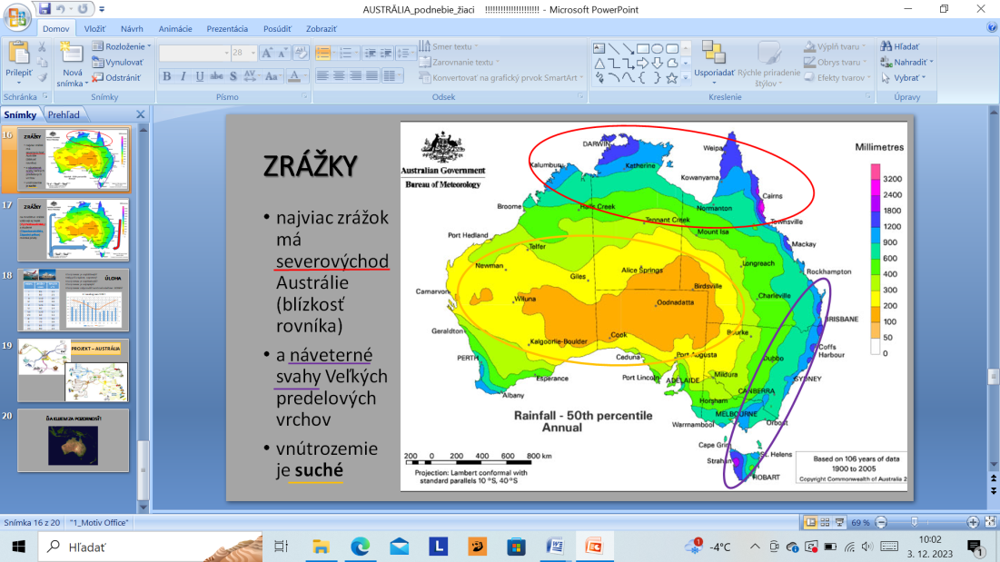 AUSTRÁLIA_podnebie_žiaci !!!!!!!!!!!!!!!!!!!!! - Microsoft PowerPoint
Domov Vložiť Návrh Animácie Prezentácia Posúdiť Zobraziť
Prilepiť
Nová snímka
Rozloženie
Vynulovať
Odstrániť
28
B I U abc S AV Aa A
Smer textu
Zarovnanie textu
Konvertovať na grafický prvok SmartArt
Usporiadať
Rýchle priradenie štýlov
Výplň tvaru
Obrys tvaru
Efekty tvarov
Hľadať
Nahradiť
Vybrať
Schránka Snímky Písmo Odsek Kreslenie Úpravy
Snímky Prehľad
16
ZRÁŽKY
17
ZRÁŽKY
18
ÚLOHA
19
PROJEKT – AUSTRÁLIA
20
ĎAKUJEM ZA POZORNOSŤ!
ZRÁŽKY
• najviac zrážok
má
severovýchod
Austrálie
(blízkosť
rovníka)
• a náveterné
svahy Veľkých
predelových
vrchov
• vnútrozemie
je suché
Australian Government
Bureau of Meteorology
DARWIN
Weipa
Kalumburu
Katherine
Kowanyama
Cairns
Broome
Halls Creek
Normanton
Tennant Creek
Townsville
Mount Isa
Port Hedland
Telfer
Mackay
Newman
Alice Springs
Longreach
Giles
Rockhampton
Birdsville
Carnarvon
Wiluna
Oodnadatta
Charleville
BRISBANE
Geraldton
Kalgoorlie-Boulder
Cook
Bourke
Coffs
Harbour
PERTH
Ceduna
Port Augusta
Dubbo
Esperance
Port Lincoln
ADELAIDE
Mildura
SYDNEY
Albany
CANBERRA
Horsham
MELBOURNE
Warrnambool
Orbost
Cape Grim
St. Helens
Strahan
HOBART
Millimetres
3200
2400
1800
1200
900
600
400
300
200
100
50
0
Rainfall - 50th percentile
Annual
200 0 200 400 600 800 km
Projection: Lambert conformal with
standard parallels 10 °S, 40 °S
Based on 106 years of data
1900 to 2005
Copyright Commonwealth of Australia 2
Snímka 16 z 20 "1_Motív Office" 69 %
Hľadať
-4°C
10:02
3. 12. 2023
1